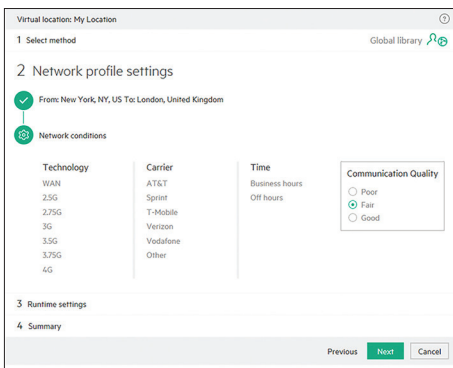 Virtual location: My Location
1 Select method
Global library
2 Network profile settings
From: New York, NY, US To: London, United Kingdom
Network conditions
Technology
WAN
2.5G
2.75G
3G
3.5G
3.75G
4G
Carrier
AT&T
Sprint
T-Mobile
Verizon
Vodafone
Other
Time
Business hours
Off hours
Communication Quality
Poor
Fair
Good
3 Runtime settings
4 Summary
Previous Next Cancel